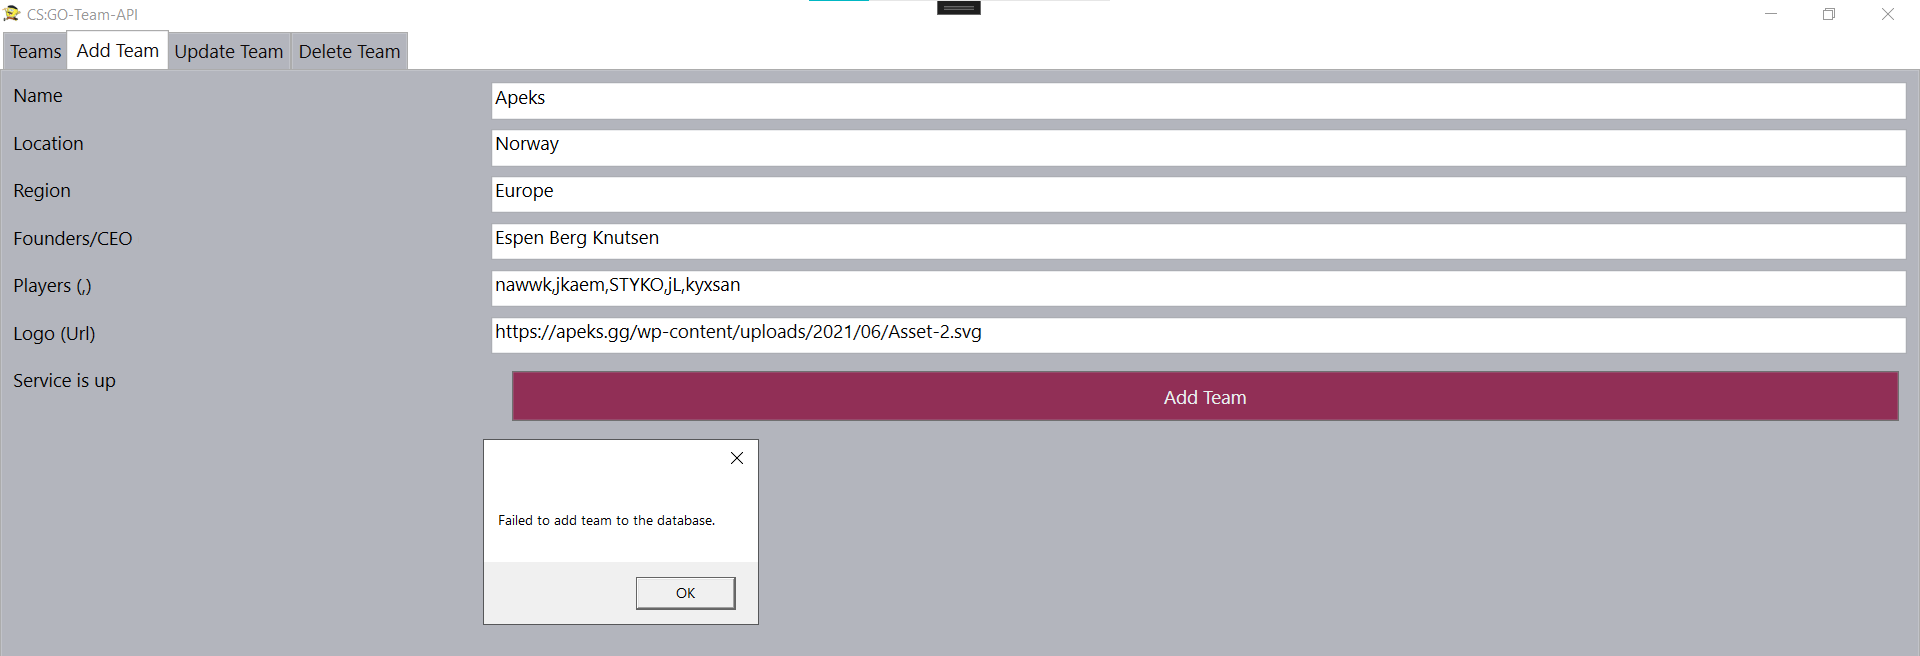 CS:GO-Team-API
Teams Add Team Update Team Delete Team
Name Apeks
Location Norway
Region Europe
Founders/CEO Espen Berg Knutsen
Players (,) nawwk,jkaem,STYKO,jL,kyxsan
Logo (Url) https://apeks.gg/wp-content/uploads/2021/06/Asset-2.svg
Service is up Add Team
Failed to add team to the database.
OK